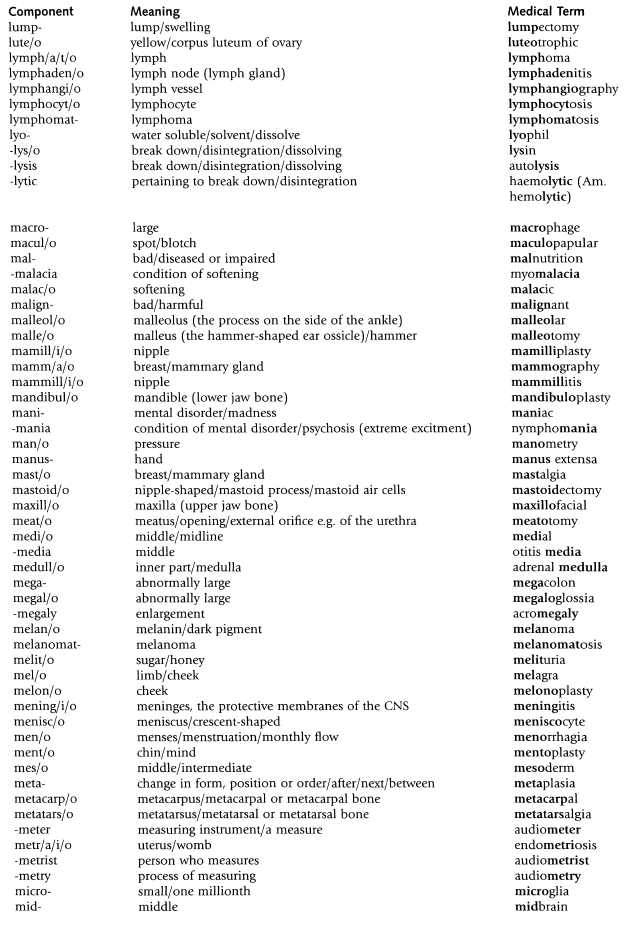 Component Meaning Medical Term
lump- lump/swelling lumpectomy
lute/o yellow/corpus luteum of ovary luteotrophic
lymph/a/t/o lymph lymphoma
lymphaden/o lymph node (lymph gland) lymphadenitis
lymphangi/o lymph vessel lymphangiography
lymphocyt/o lymphocyte lymphocytosis
lymphomat- lymphoma lymphomatosis
lyo- water soluble/solvent/dissolve lyophil
-lys/o break down/disintegration/dissolving lysin
-lysis break down/disintegration/dissolving autolysis
-lytic pertaining to break down/disintegration haemolytic (Am.
hemolytic)
macro- large macrophage
macul/o spot/blotch maculopapular
mal- bad/diseased or impaired malnutrition
-malacia condition of softening myomalacia
malac/o softening malacic
malign- bad/harmful malignant
malleol/o malleolus (the process on the side of the ankle) malleolar
malle/o malleus (the hammer-shaped ear ossicle)/hammer malleotomy
mamill/i/o nipple mamilliplasty
mamm/a/o breast/mammary gland mammography
mammill/i/o nipple mammillitis
mandibul/o mandible (lower jaw bone) mandibuloplasty
mani- mental disorder/madness maniac
-mania condition of mental disorder/psychosis (extreme excitment) nymphomania
man/o pressure manometry
manus- hand manus extensa
mast/o breast/mammary gland mastalgia
mastoid/o nipple-shaped/mastoid process/mastoid air cells mastoidectomy
maxill/o maxilla (upper jaw bone) maxillofacial
meat/o meatus/opening/external orifice e.g. of the urethra meatotomy
medi/o middle/midline medial
-media middle otitis media
medull/o inner part/medulla adrenal medulla
mega- abnormally large megacolon
megal/o abnormally large megaloglossia
-megaly enlargement acromegaly
melan/o melanin/dark pigment melanoma
melanomat- melanoma melanomatosis
melit/o sugar/honey melituria
mel/o limb/cheek melagra
melon/o cheek melonoplasty
mening/i/o meninges, the protective membranes of the CNS meningitis
menisc/o meniscus/crescent-shaped meniscocyte
men/o menses/menstruation/monthly flow menorrhagia
ment/o chin/mind mentoplasty
mes/o middle/intermediate mesoderm
meta- change in form, position or order/after/next/between metaplasia
metacarp/o metacarpus/metacarpal or metacarpal bone metacarpal
metatars/o metatarsus/metatarsal or metatarsal bone metatarsalgia
-meter measuring instrument/a measure audiometer
metr/a/i/o uterus/womb endometriosis
-metrist person who measures audiometrist
-metry process of measuring audiometry
micro- small/one millionth microglia
mid- middle midbrain